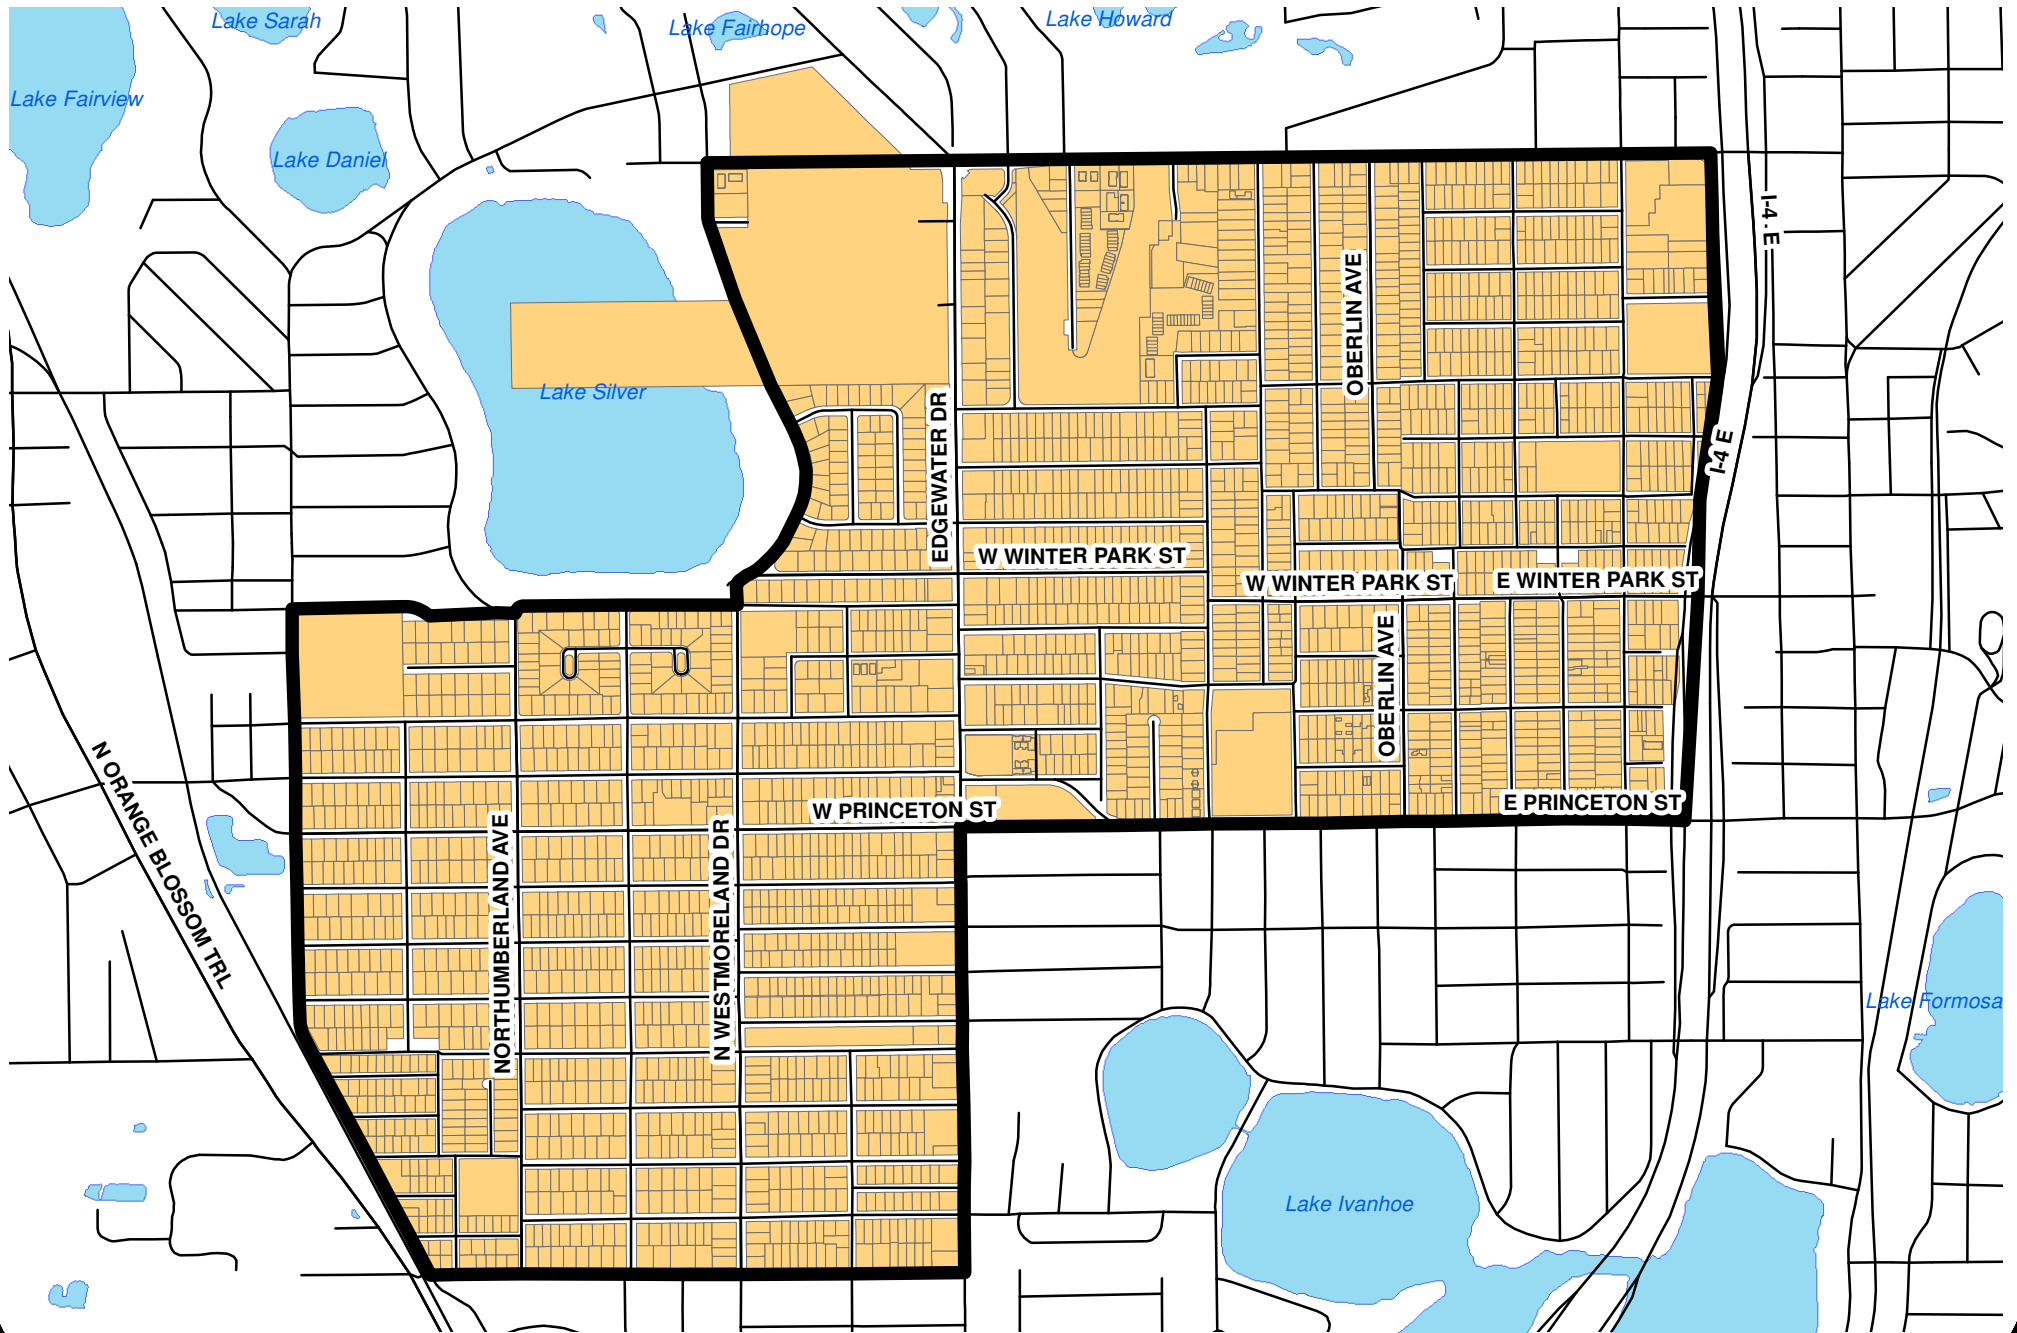 Lake Sarah
Lake Fairhope
Lake Howard
Lake Fairview
Lake Daniel
I-4 E
OBERLIN AVE
Lake Silver
EDGEWATER DR
I-4 E
W WINTER PARK ST
W WINTER PARK ST
E WINTER PARK ST
OBERLIN AVE
N ORANGE BLOSSOM TRL
W PRINCETON ST
E PRINCETON ST
NORTHUMBERLAND AVE
N WESTMORELAND DR
Lake Formosa
Lake Ivanhoe